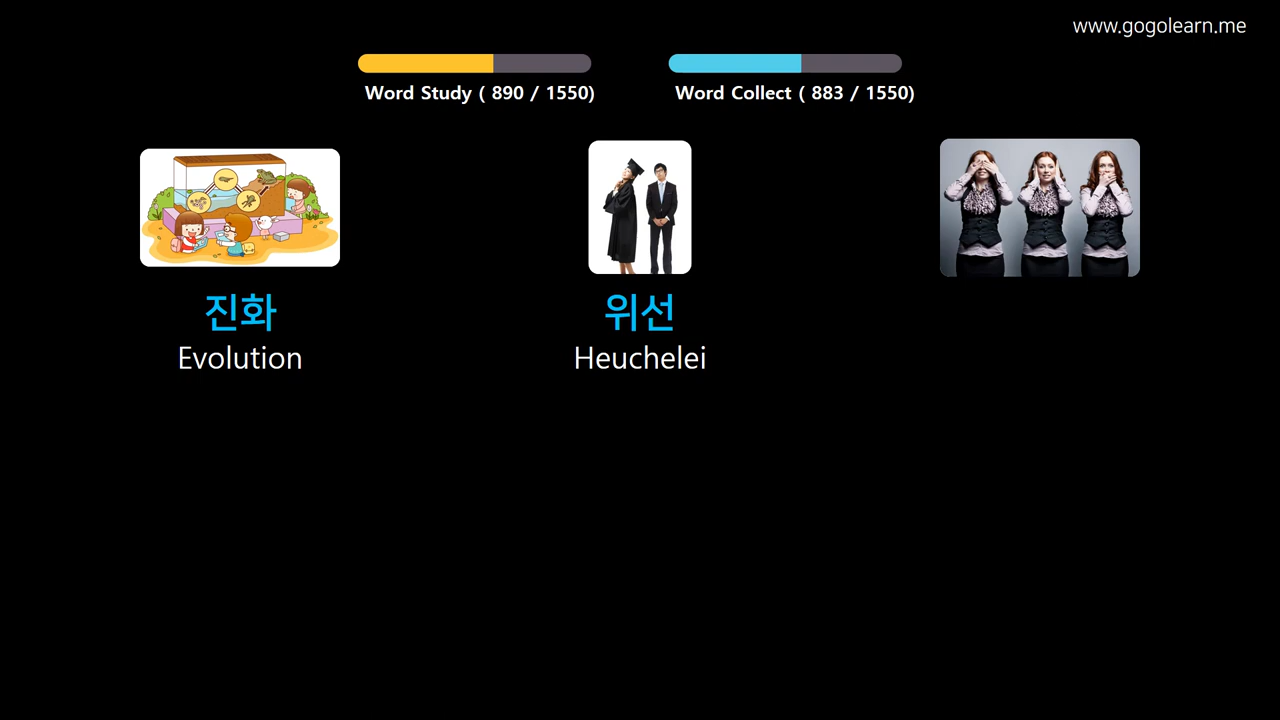 www.gogolearn.me
Word Study ( 890 / 1550)
Word Collect ( 883 / 1550)
진화
Evolution
위선
Heuchelei